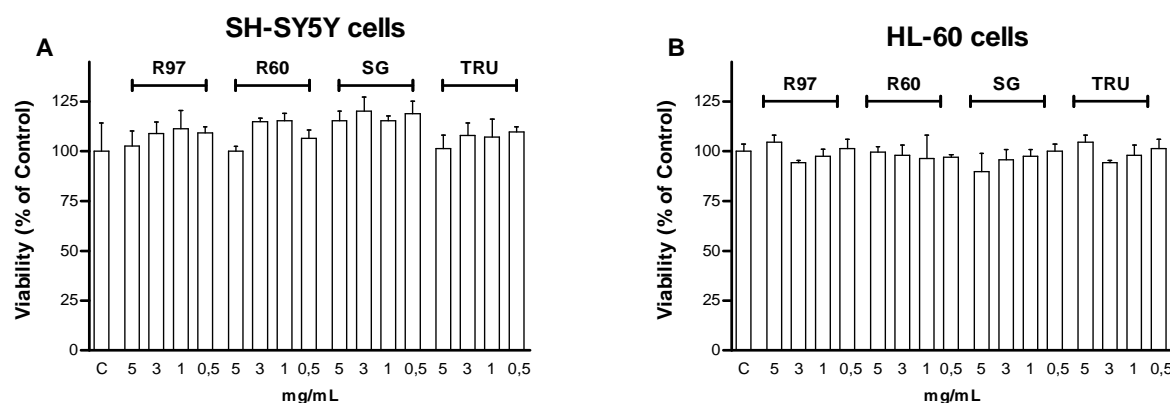 SH-SY5Y cells
A
R97 R60 SG TRU
125
100
75
50
25
0
Viability (% of Control)
C 5 3 1 0,5 5 3 1 0,5 5 3 1 0,5 5 3 1 0,5
mg/mL
HL-60 cells
B
R97 R60 SG TRU
125
100
75
50
25
0
Viability (% of Control)
C 5 3 1 0,5 5 3 1 0,5 5 3 1 0,5 5 3 1 0,5
mg/mL